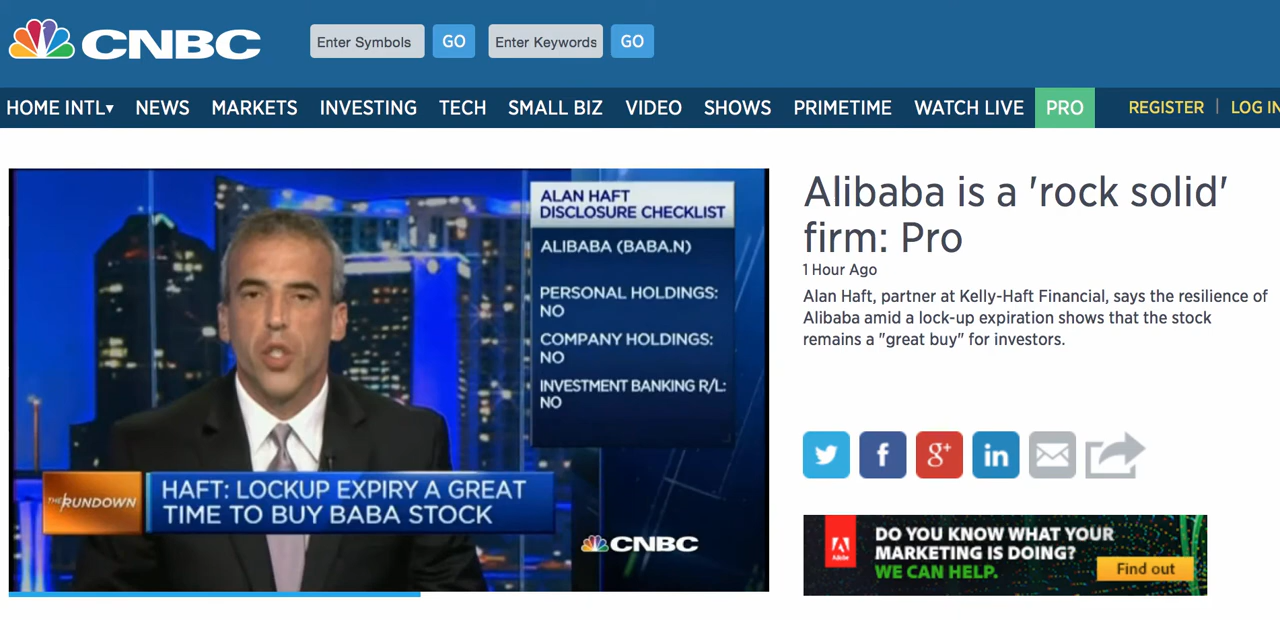 CNBC
Enter Symbols GO Enter Keywords GO
HOME INTL▾ NEWS MARKETS INVESTING TECH SMALL BIZ VIDEO SHOWS PRIMETIME WATCH LIVE PRO REGISTER | LOG IN
ALAN HAFT
DISCLOSURE CHECKLIST
ALIBABA (BABA.N)
PERSONAL HOLDINGS:
NO
COMPANY HOLDINGS:
NO
INVESTMENT BANKING R/L:
NO
THE RUNDOWN
HAFT: LOCKUP EXPIRY A GREAT
TIME TO BUY BABA STOCK
CNBC
Alibaba is a 'rock solid'
firm: Pro
1 Hour Ago
Alan Haft, partner at Kelly-Haft Financial, says the resilience of
Alibaba amid a lock-up expiration shows that the stock
remains a "great buy" for investors.
f g+ in
Adobe
DO YOU KNOW WHAT YOUR
MARKETING IS DOING?
WE CAN HELP.
Find out